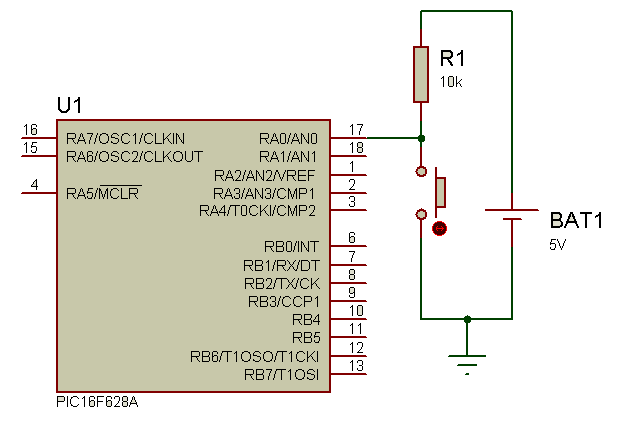 U1
16 RA7/OSC1/CLKIN RA0/AN0 17
15 RA6/OSC2/CLKOUT RA1/AN1 18
RA2/AN2/VREF 1
4 RA5/MCLR RA3/AN3/CMP1 2
RA4/T0CKI/CMP2 3
RB0/INT 6
RB1/RX/DT 7
RB2/TX/CK 8
RB3/CCP1 9
RB4 10
RB5 11
RB6/T1OSO/T1CKI 12
RB7/T1OSI 13
PIC16F628A
R1
10k
BAT1
5V